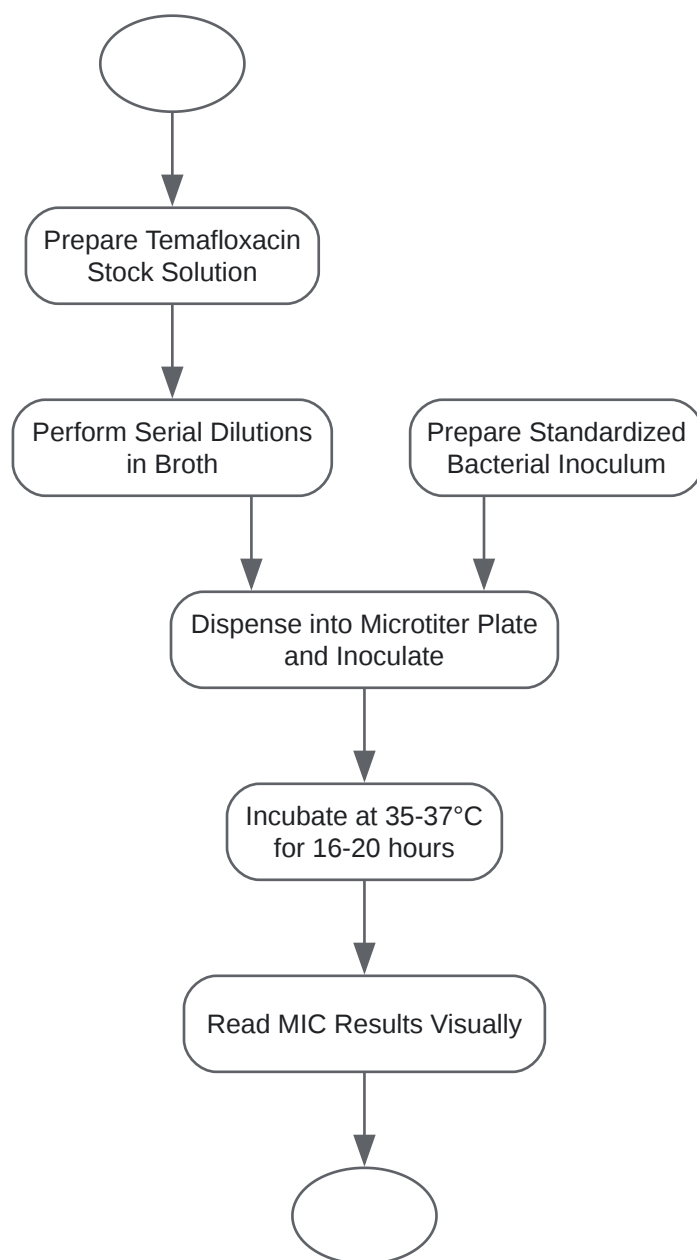 Prepare Temafloxacin
Stock Solution
Perform Serial Dilutions
in Broth
Prepare Standardized
Bacterial Inoculum
Dispense into Microtiter Plate
and Inoculate
Incubate at 35-37°C
for 16-20 hours
Read MIC Results Visually